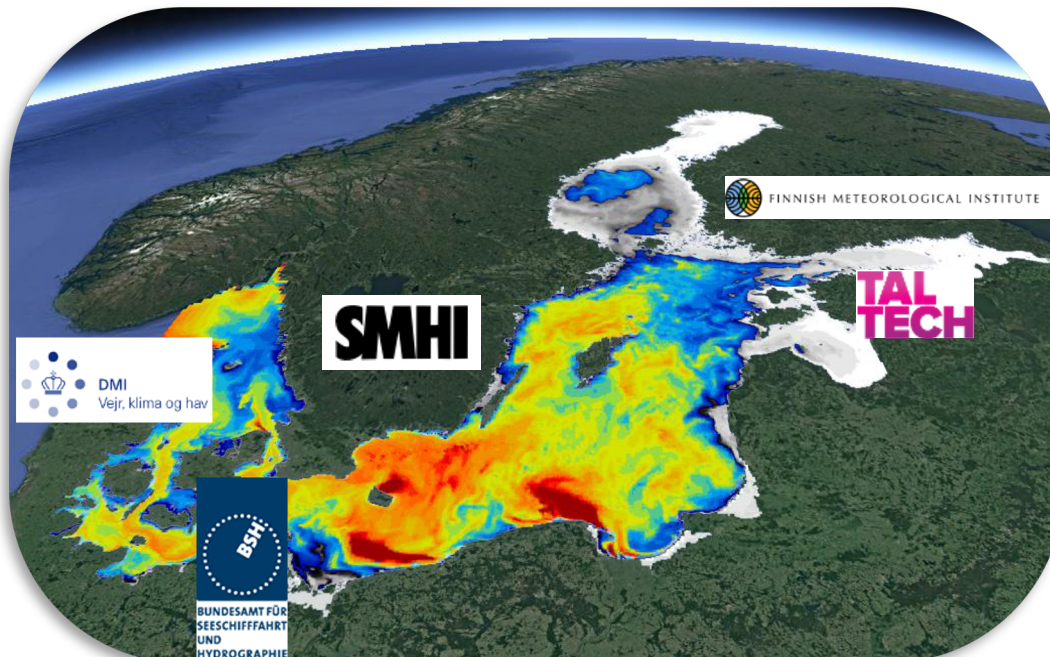 FINNISH METEOROLOGICAL INSTITUTE
TAL
TECH
SMHI
DMI
Vejr, klima og hav
BSH
BUNDESAMT FÜR
SEESCHIFFFAHRT
UND
HYDROGRAPHIE